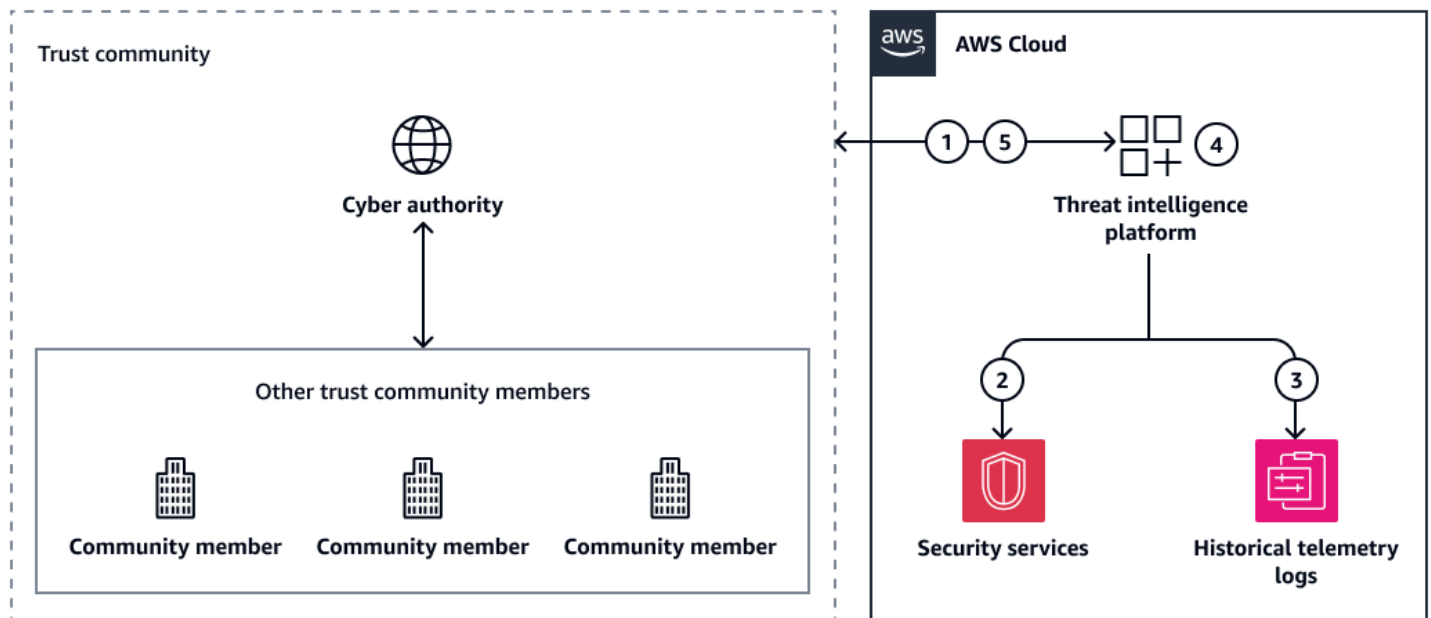 Trust community
aws
AWS Cloud
1
5
4
Cyber authority
Threat intelligence
platform
Other trust community members
2
3
Community member
Community member
Community member
Security services
Historical telemetry
logs